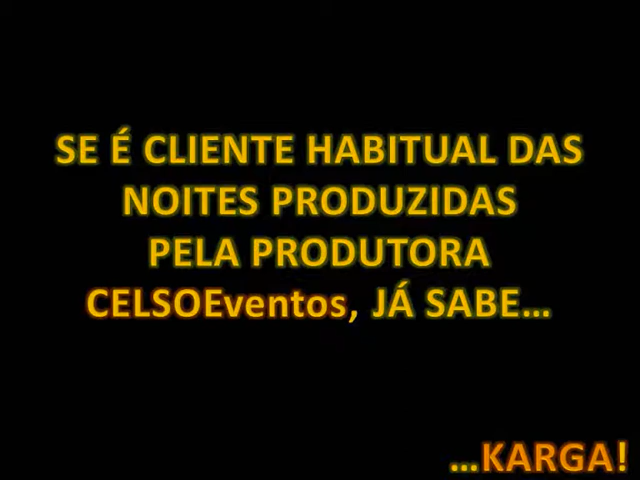 SE É CLIENTE HABITUAL DAS
NOITES PRODUZIDAS
PELA PRODUTORA
CELSOEventos, JÁ SABE...
...KARGA!